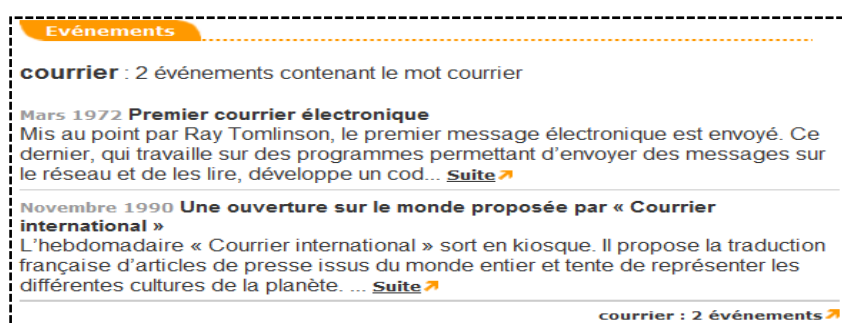 Evénements
courrier : 2 événements contenant le mot courrier
Mars 1972 Premier courrier électronique
Mis au point par Ray Tomlinson, le premier message électronique est envoyé. Ce
dernier, qui travaille sur des programmes permettant d'envoyer des messages sur
le réseau et de les lire, développe un cod... Suite
Novembre 1990 Une ouverture sur le monde proposée par « Courrier
international »
L'hebdomadaire « Courrier international » sort en kiosque. Il propose la traduction
française d'articles de presse issus du monde entier et tente de représenter les
différentes cultures de la planète. ... Suite
courrier : 2 événements